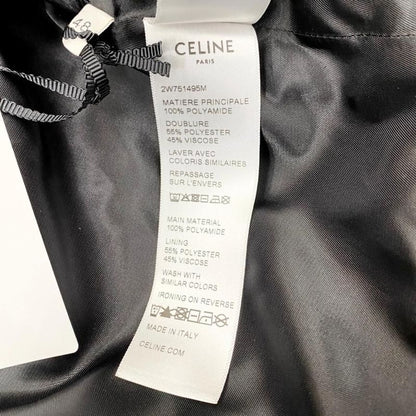 48
CELINE
PARIS
2W751495M
MATIERE PRINCIPALE
100% POLYAMIDE
DOUBLURE
55% POLYESTER
45% VISCOSE
LAVER AVEC
COLORIS SIMILAIRES
REPASSAGE
SUR L'ENVERS
MAIN MATERIAL
100% POLYAMIDE
LINING
55% POLYESTER
45% VISCOSE
WASH WITH
SIMILAR COLORS
IRONING ON REVERSE
MADE IN ITALY
CELINE.COM